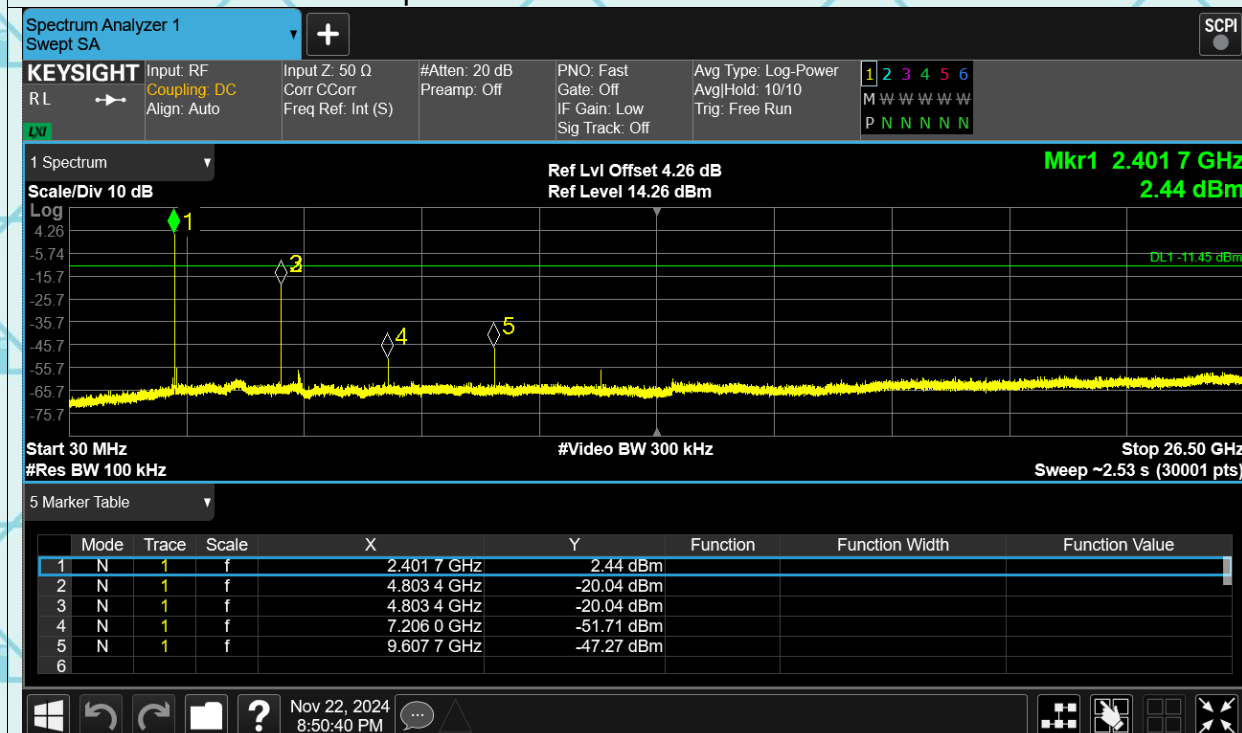 Spectrum Analyzer 1
Swept SA
+
SCPI
KEYSIGHT
RL
LXI
Input: RF
Coupling: DC
Align: Auto
Input Z: 50 Ω
Corr CCorr
Freq Ref: Int (S)
#Atten: 20 dB
Preamp: Off
PNO: Fast
Gate: Off
IF Gain: Low
Sig Track: Off
Avg Type: Log-Power
Avg|Hold: 10/10
Trig: Free Run
1 2 3 4 5 6
M W W W W W
P N N N N N
1 Spectrum
Scale/Div 10 dB
Ref Lvl Offset 4.26 dB
Ref Level 14.26 dBm
Mkr1 2.401 7 GHz
2.44 dBm
Log
4.26
-5.74
-15.7
-25.7
-35.7
-45.7
-55.7
-65.7
-75.7
1
4
5
DL1 -11.45 dBm
Start 30 MHz
#Res BW 100 kHz
#Video BW 300 kHz
Stop 26.50 GHz
Sweep ~2.53 s (30001 pts)
5 Marker Table
Mode Trace Scale X Y Function Function Width Function Value
1 N 1 f 2.401 7 GHz 2.44 dBm
2 N 1 f 4.803 4 GHz -20.04 dBm
3 N 1 f 4.803 4 GHz -20.04 dBm
4 N 1 f 7.206 0 GHz -51.71 dBm
5 N 1 f 9.607 7 GHz -47.27 dBm
6
?
Nov 22, 2024
8:50:40 PM